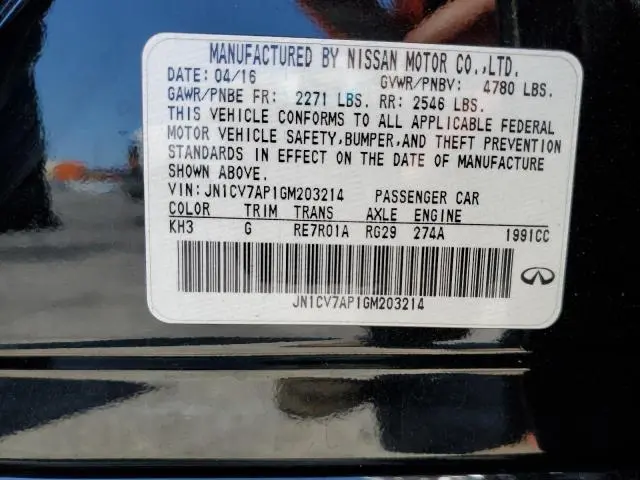 MANUFACTURED BY NISSAN MOTOR CO.,LTD.
DATE: 04/16 GVWR/PNBV: 4780 LBS.
GAWR/PNBE FR: 2271 LBS. RR: 2546 LBS.
THIS VEHICLE CONFORMS TO ALL APPLICABLE FEDERAL
MOTOR VEHICLE SAFETY,BUMPER,AND THEFT PREVENTION
STANDARDS IN EFFECT ON THE DATE OF MANUFACTURE
SHOWN ABOVE.
VIN: JN1CV7AP1GM203214 PASSENGER CAR
COLOR TRIM TRANS AXLE ENGINE
KH3 G RE7R01A RG29 274A 1991CC
JN1CV7AP1GM203214